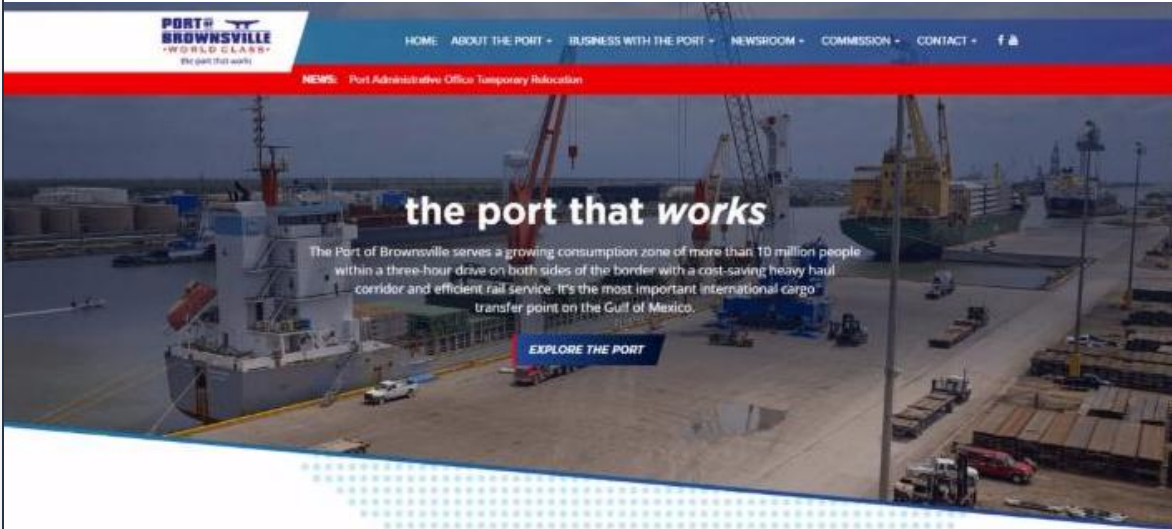 PORT OF
BROWNSVILLE
•WORLD CLASS•
the port that works
HOME ABOUT THE PORT BUSINESS WITH THE PORT NEWSROOM COMMISSION CONTACT
NEWS: Port Administrative Office Temporary Relocation
the port that works
The Port of Brownsville serves a growing consumption zone of more than 10 million people
within a three-hour drive on both sides of the border with a cost-saving heavy haul
corridor and efficient rail service. It's the most important international cargo
transfer point on the Gulf of Mexico.
EXPLORE THE PORT